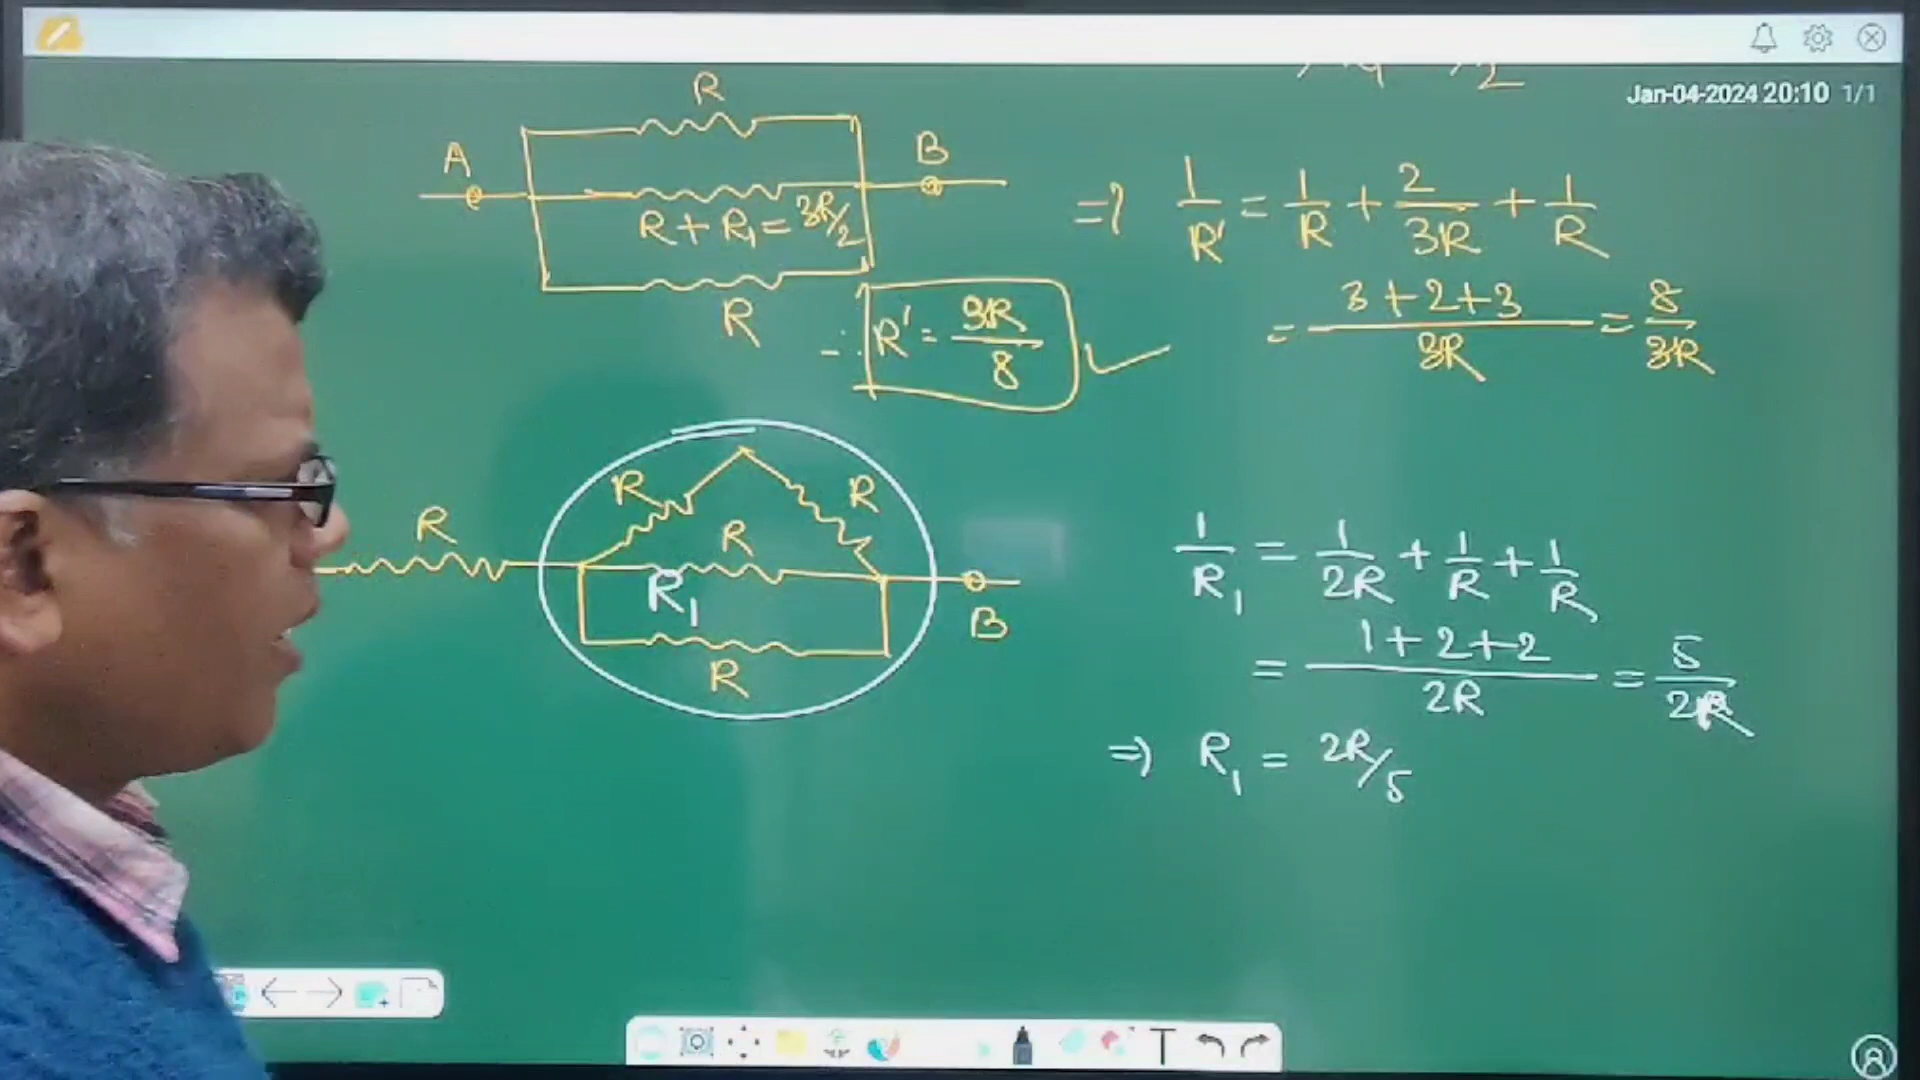 Jan-04-2024 20:10 1/1
R
A
B
R + R₁ = 3R/2
R
⇒ 1/R' = 1/R + 2/3R + 1/R
= (3+2+3)/3R = 8/3R
∴ R' = 3R/8 ✓
R
R
R
R
R₁
R
B
1/R₁ = 1/2R + 1/R + 1/R
= (1+2+2)/2R = 5/2R
⇒ R₁ = 2R/5
T